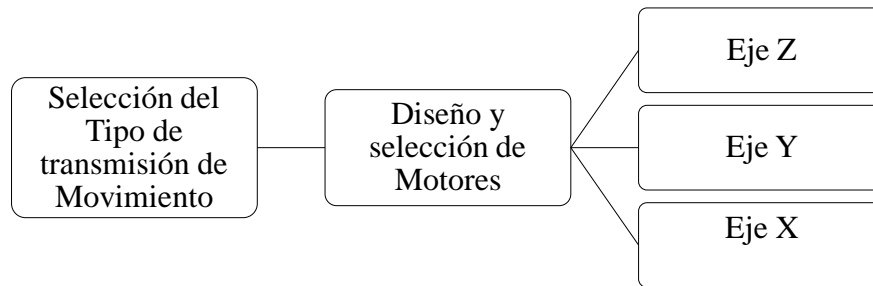 Selección del
Tipo de
transmisión de
Movimiento
Diseño y
selección de
Motores
Eje Z
Eje Y
Eje X